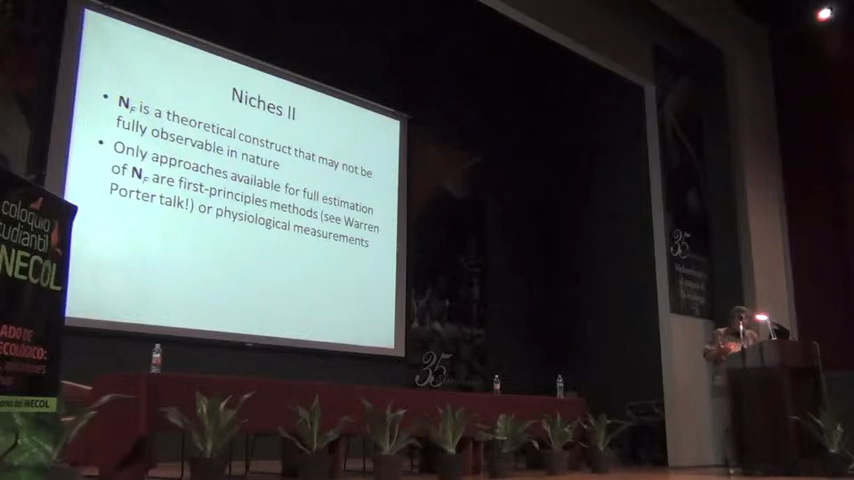 Niches II
• NF is a theoretical construct that may not be
fully observable in nature
• Only approaches available for full estimation
of NF are first-principles methods (see Warren
Porter talk!) or physiological measurements
coloquio
NECOL
35
35